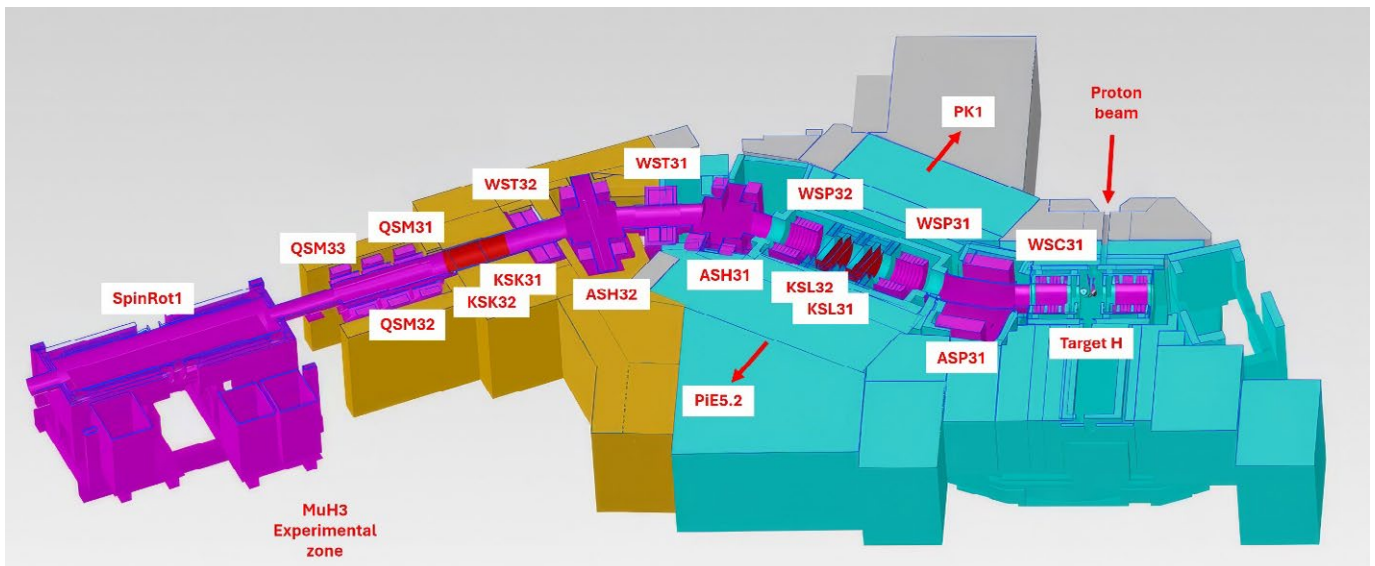 Proton
beam
PK1
WST31
WST32
WSP32
QSM31
WSP31
QSM33
WSC31
KSK31
ASH31
SpinRot1
KSK32
ASH32
KSL32
KSL31
QSM32
ASP31
Target H
PiE5.2
MuH3
Experimental
zone